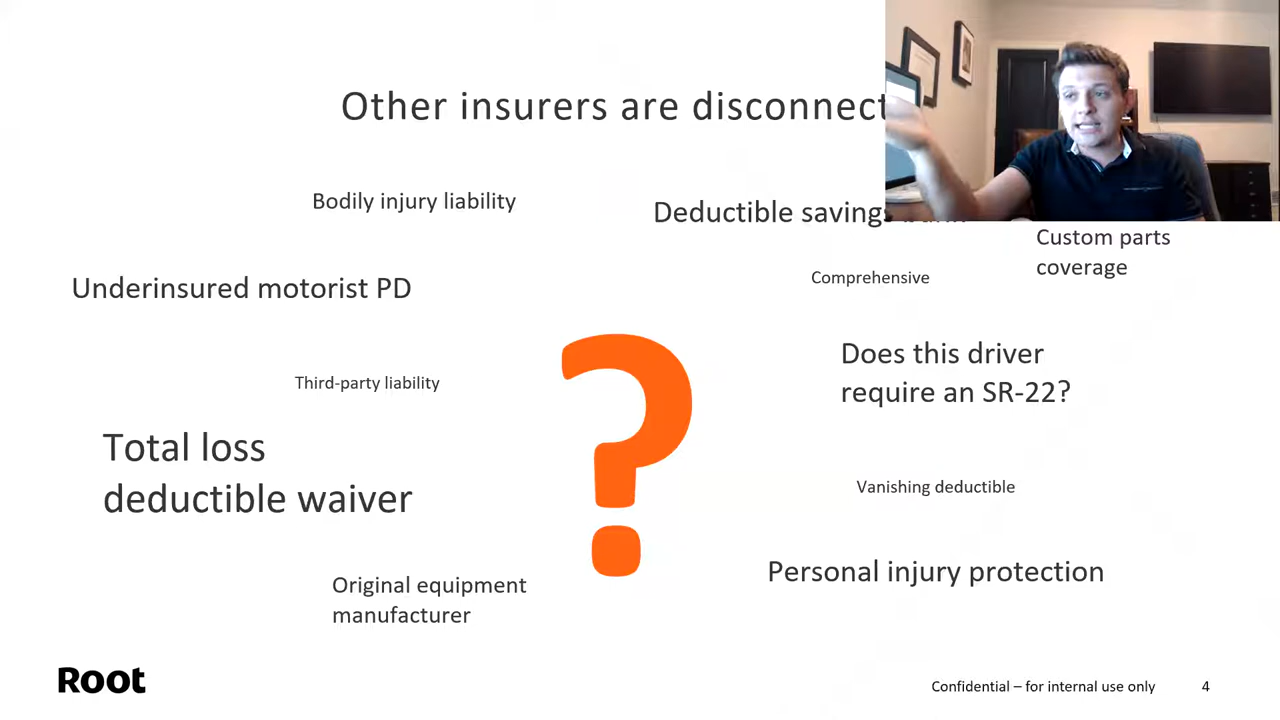 Other insurers are disconnect
Bodily injury liability
Deductible savings
Custom parts
coverage
Comprehensive
Underinsured motorist PD
Does this driver
require an SR-22?
Third-party liability
Total loss
deductible waiver
Vanishing deductible
Personal injury protection
Original equipment
manufacturer
?
Root
Confidential – for internal use only
4